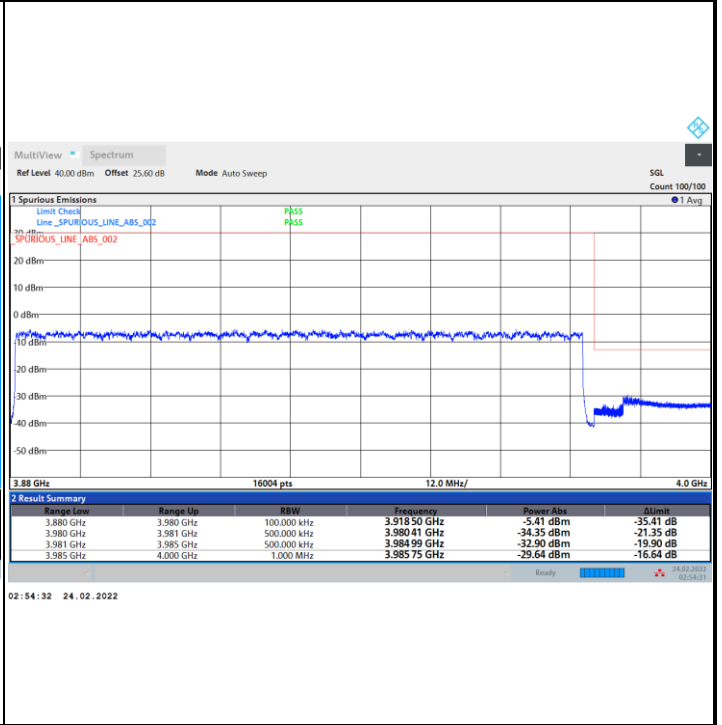 MultiView Spectrum
Ref Level 40.00 dBm Offset 25.60 dB Mode Auto Sweep SGL
Count 100/100
1 Spurious Emissions 1 Avg
Limit Check PASS
Line _SPURIOUS_LINE_ABS_002 PASS
30 dBm
_SPURIOUS_LINE_ABS_002
20 dBm
10 dBm
0 dBm
-10 dBm
-20 dBm
-30 dBm
-40 dBm
-50 dBm
3.88 GHz 16004 pts 12.0 MHz/ 4.0 GHz
2 Result Summary
Range Low Range Up RBW Frequency Power Abs ΔLimit
3.880 GHz 3.980 GHz 100.000 kHz 3.918 50 GHz -5.41 dBm -35.41 dB
3.980 GHz 3.981 GHz 500.000 kHz 3.980 41 GHz -34.35 dBm -21.35 dB
3.981 GHz 3.985 GHz 500.000 kHz 3.984 99 GHz -32.90 dBm -19.90 dB
3.985 GHz 4.000 GHz 1.000 MHz 3.985 75 GHz -29.64 dBm -16.64 dB
Ready 24.02.2022
02:54:31
02:54:32 24.02.2022